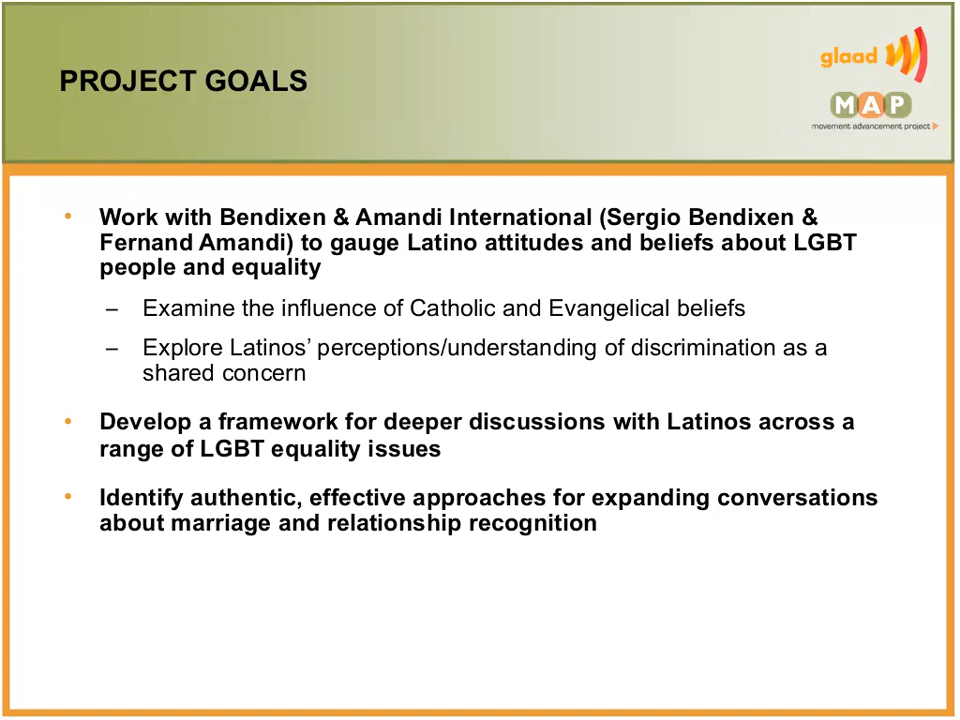 PROJECT GOALS
glaad
MAP
movement advancement project
• Work with Bendixen & Amandi International (Sergio Bendixen &
Fernand Amandi) to gauge Latino attitudes and beliefs about LGBT
people and equality
– Examine the influence of Catholic and Evangelical beliefs
– Explore Latinos’ perceptions/understanding of discrimination as a
shared concern
• Develop a framework for deeper discussions with Latinos across a
range of LGBT equality issues
• Identify authentic, effective approaches for expanding conversations
about marriage and relationship recognition